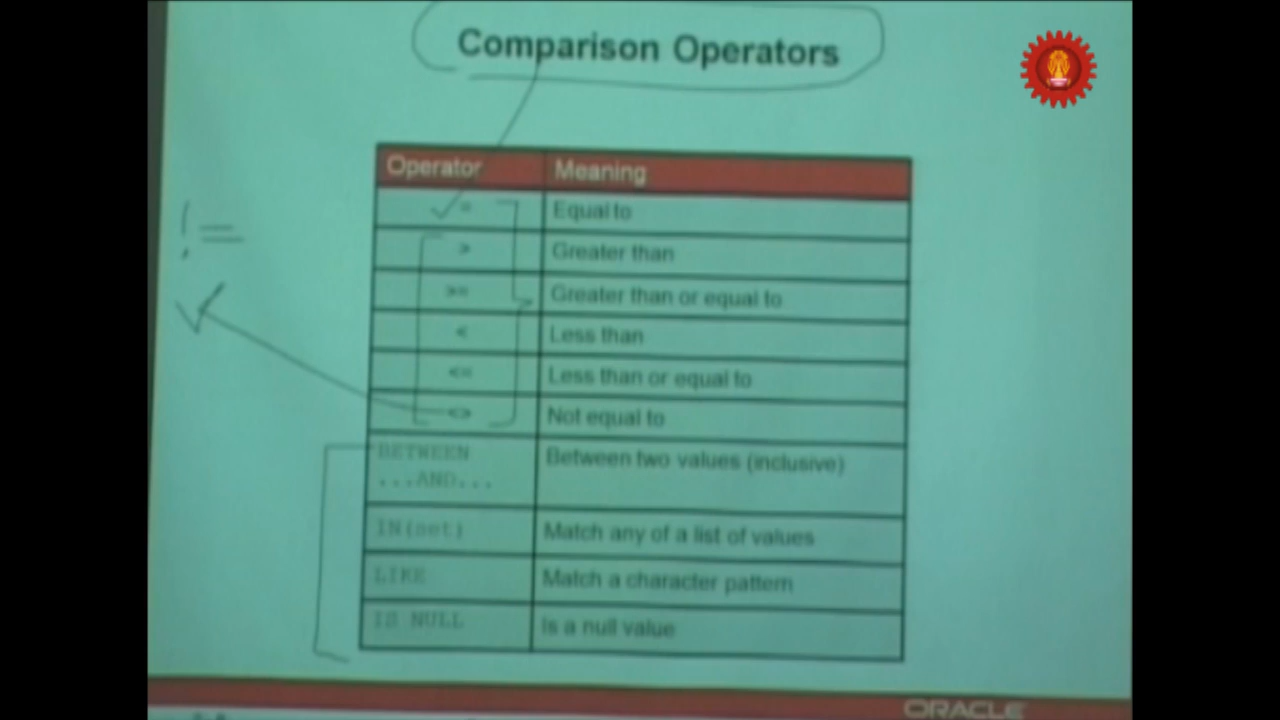 Comparison Operators
Operator Meaning
= Equal to
> Greater than
>= Greater than or equal to
< Less than
<= Less than or equal to
<> Not equal to
BETWEEN Between two values (inclusive)
...AND...
IN(set) Match any of a list of values
LIKE Match a character pattern
IS NULL Is a null value
!=
ORACLE